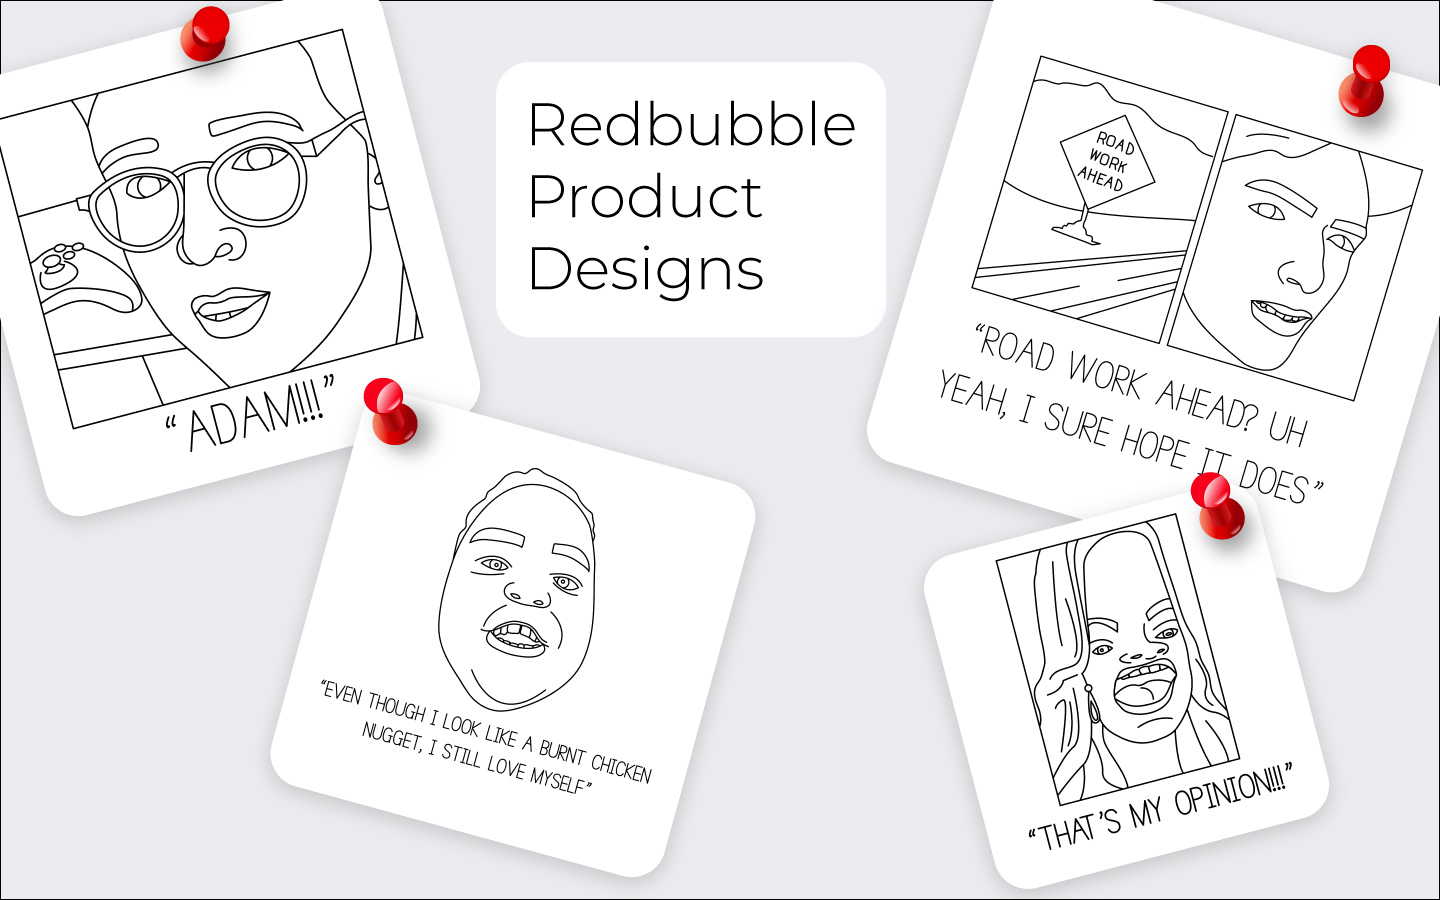 Redbubble
Product
Designs
“ADAM!!!”
ROAD
WORK
AHEAD
“ROAD WORK AHEAD? UH
YEAH, I SURE HOPE IT DOES”
“EVEN THOUGH I LOOK LIKE A BURNT CHICKEN
NUGGET, I STILL LOVE MYSELF”
“THAT’S MY OPINION!!!”